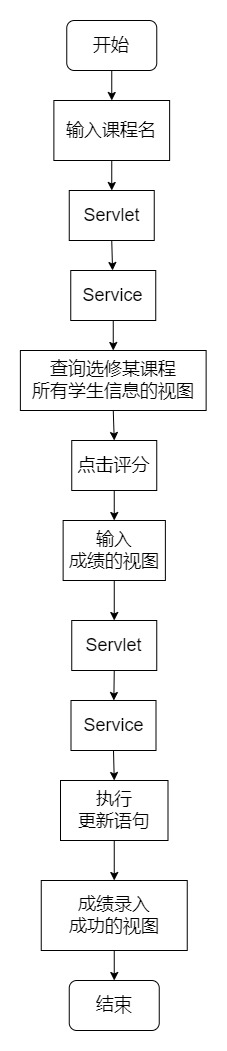 开始
输入课程名
Servlet
Service
查询选修某课程
所有学生信息的视图
点击评分
输入
成绩的视图
Servlet
Service
执行
更新语句
成绩录入
成功的视图
结束